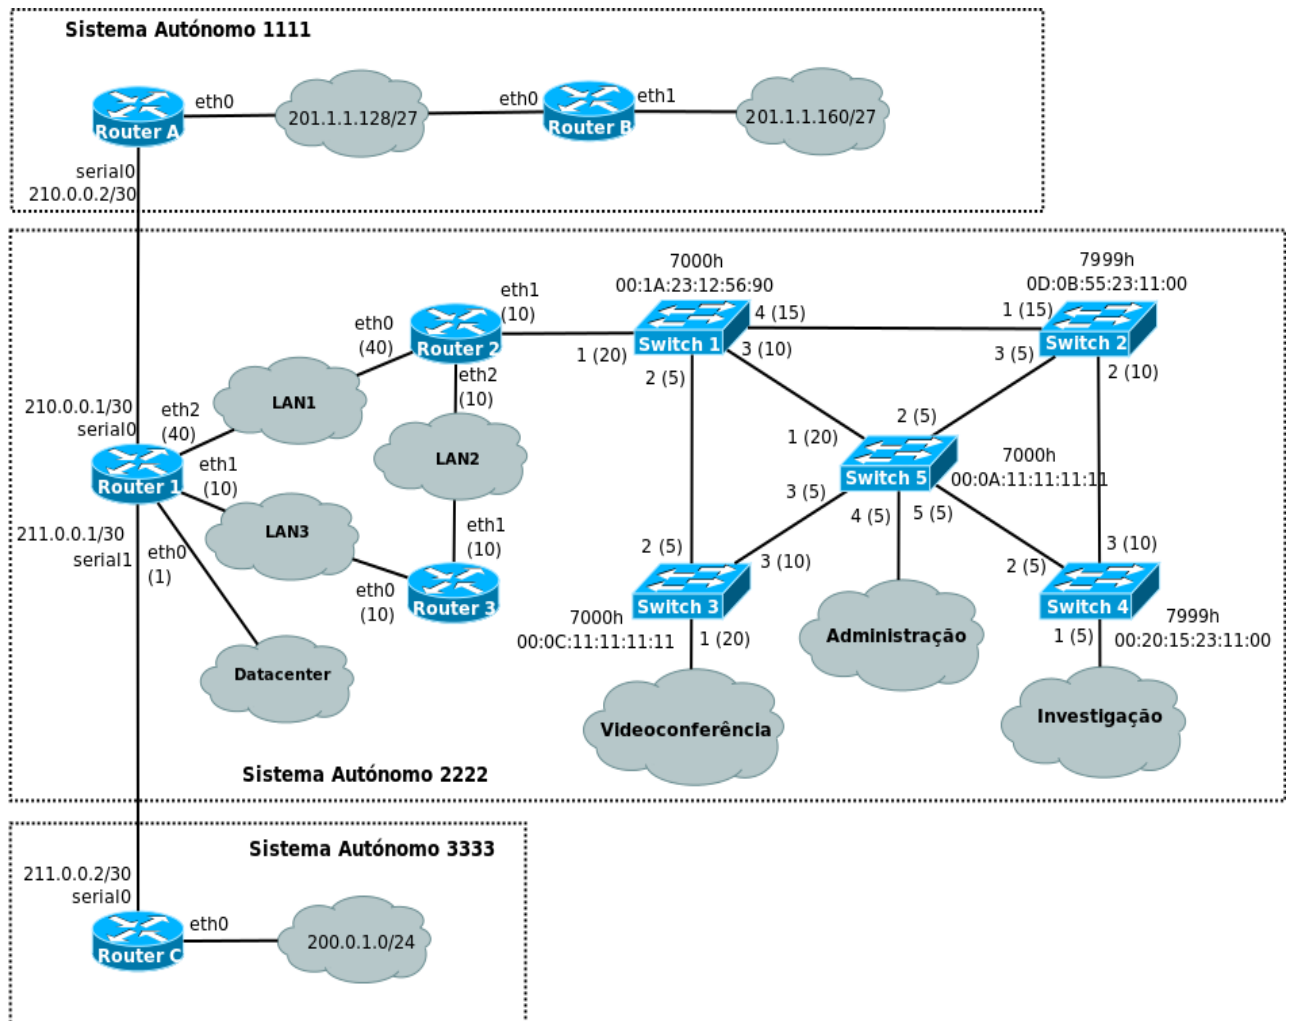 Sistema Autónomo 1111
eth0
201.1.1.128/27
eth0
eth1
201.1.1.160/27
Router A
Router B
serial0
210.0.0.2/30
7000h
00:1A:23:12:56:90
7999h
0D:0B:55:23:11:00
eth1
(10)
eth0
(40)
4 (15)
1 (15)
Router 2
Switch 1
Switch 2
1 (20)
3 (10)
3 (5)
2 (5)
2 (10)
eth2
(10)
LAN1
210.0.0.1/30
serial0
eth2
(40)
2 (5)
1 (20)
LAN2
7000h
00:0A:11:11:11:11
eth1
(10)
Router 1
Switch 5
3 (5)
4 (5)
5 (5)
LAN3
211.0.0.1/30
serial1
eth0
(1)
eth1
(10)
2 (5)
3 (10)
3 (10)
2 (5)
eth0
(10)
Router 3
Switch 3
Switch 4
7000h
00:0C:11:11:11:11
1 (20)
Administração
1 (5)
7999h
00:20:15:23:11:00
Datacenter
Videoconferência
Investigação
Sistema Autónomo 2222
Sistema Autónomo 3333
211.0.0.2/30
serial0
eth0
200.0.1.0/24
Router C